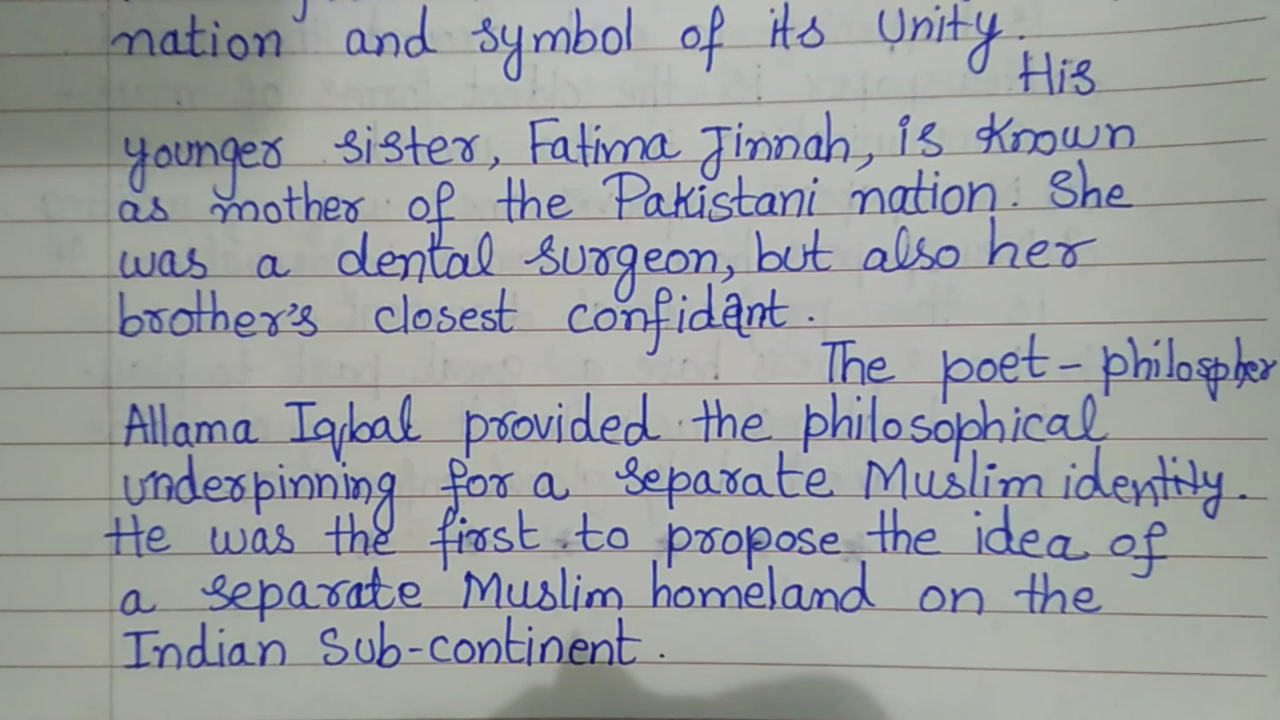 nation and symbol of its Unity.
His
younger sister, Fatima Jinnah, is Known
as mother of the Pakistani nation. She
was a dental surgeon, but also her
brother's closest confidant.
The poet-philospher
Allama Iqbal provided the philosophical
underpinning for a separate Muslim identity.
He was the first to propose the idea of
a separate Muslim homeland on the
Indian Sub-continent.